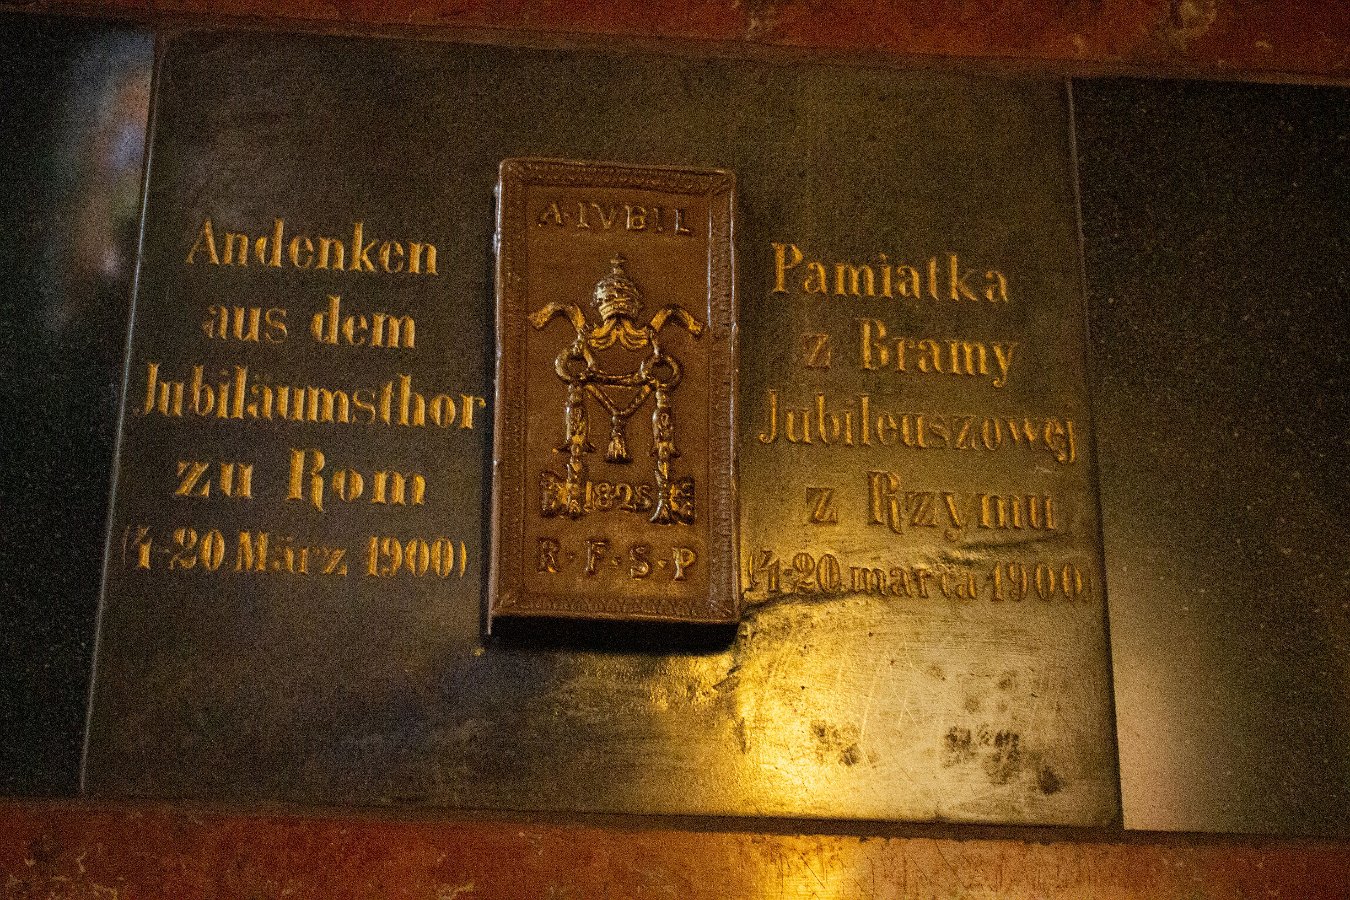 Andenken
aus dem
Jubiläumsthor
zu Rom
(4.-20.März 1900)
A·IVBIL
1825
R·F·S·P
Pamiatka
z Bramy
Jubileuszowej
z Rzymu
(4-20.marca 1900)